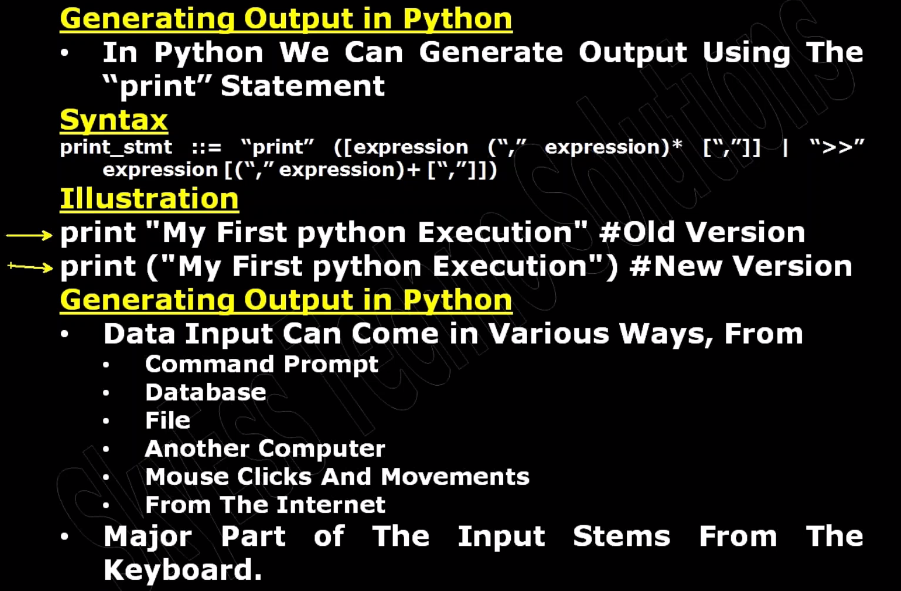 Generating Output in Python
• In Python We Can Generate Output Using The
“print” Statement
Syntax
print_stmt ::= “print” ([expression (“,” expression)* [“,”]] | “>>”
expression [(“,” expression)+ [“,”]])
Illustration
print "My First python Execution" #Old Version
print ("My First python Execution") #New Version
Generating Output in Python
• Data Input Can Come in Various Ways, From
• Command Prompt
• Database
• File
• Another Computer
• Mouse Clicks And Movements
• From The Internet
• Major Part of The Input Stems From The
Keyboard.